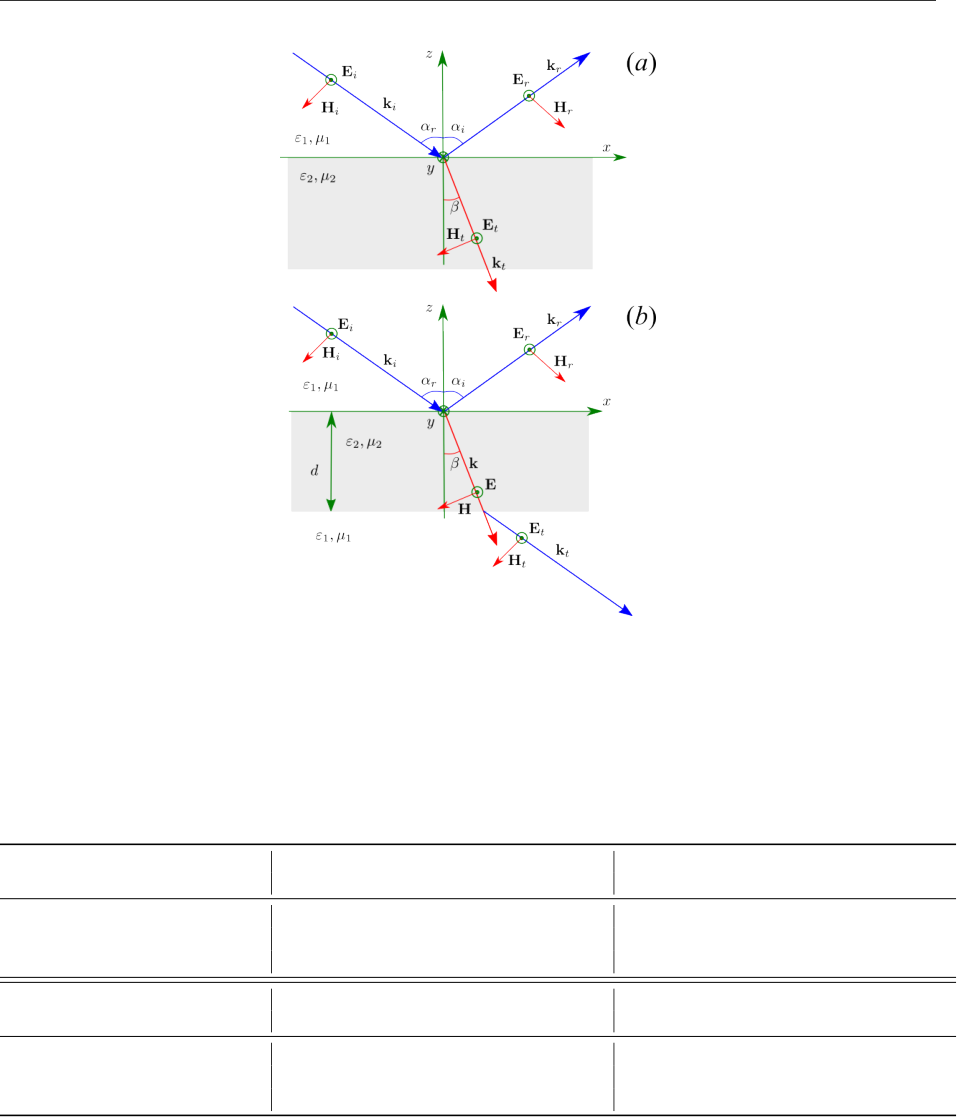 z
(a)
E_i
k_r
E_r
H_i
k_i
H_r
α_r α_i
ε_1, μ_1
x
y
ε_2, μ_2
β
E_t
H_t
k_t
z
(b)
E_i
k_r
E_r
H_i
k_i
H_r
α_r α_i
ε_1, μ_1
x
y
ε_2, μ_2
d
β
k
E
H
ε_1, μ_1
E_t
k_t
H_t